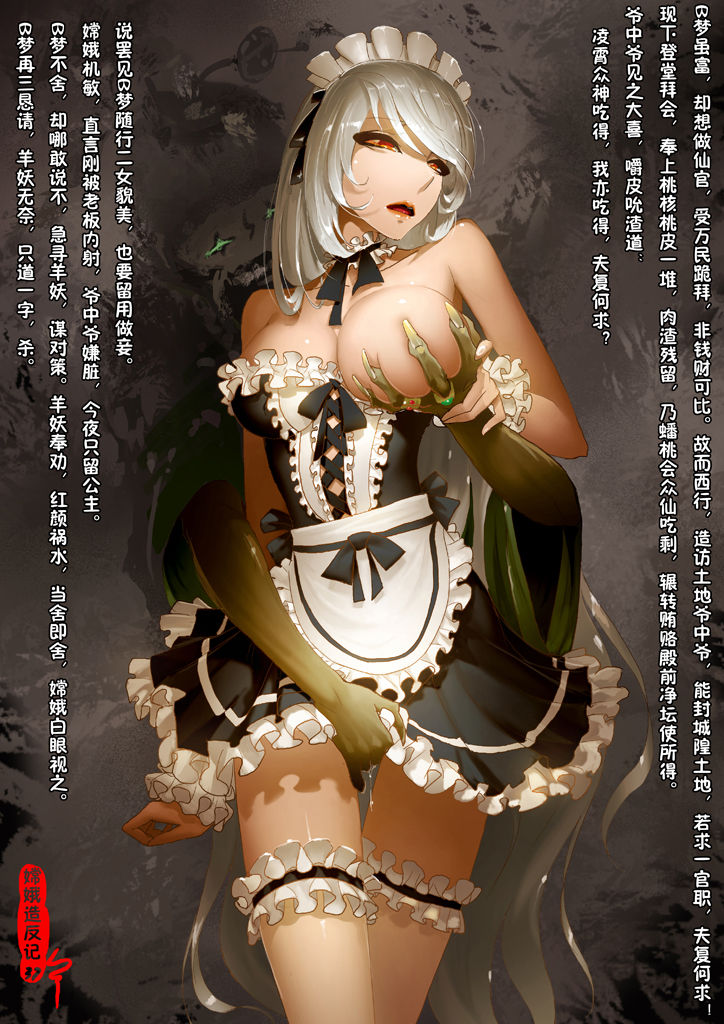 ꓤ梦虽富，却想做仙官，受万民跪拜，非钱财可比。故而西行，造访土地爷中爷，能封城隍土地，若求一官职，夫复何求！
现下登堂拜会，奉上桃核桃皮一堆，肉渣残留，乃蟠桃会众仙吃剩，辗转贿赂殿前净坛使所得。
爷中爷见之大喜，嚼皮吮渣道：
凌霄众神吃得，我亦吃得，夫复何求？
说罢见ꓤ梦随行二女貌美，也要留用做妾。
嫦娥机敏，直言刚被老板内射，爷中爷嫌脏，今夜只留公主。
ꓤ梦不舍，却哪敢说不，急寻羊妖，谋对策。羊妖奉劝，红颜祸水，当舍即舍，嫦娥白眼视之。
ꓤ梦再三恳请，羊妖无奈，只道一字，杀。
嫦娥造反记